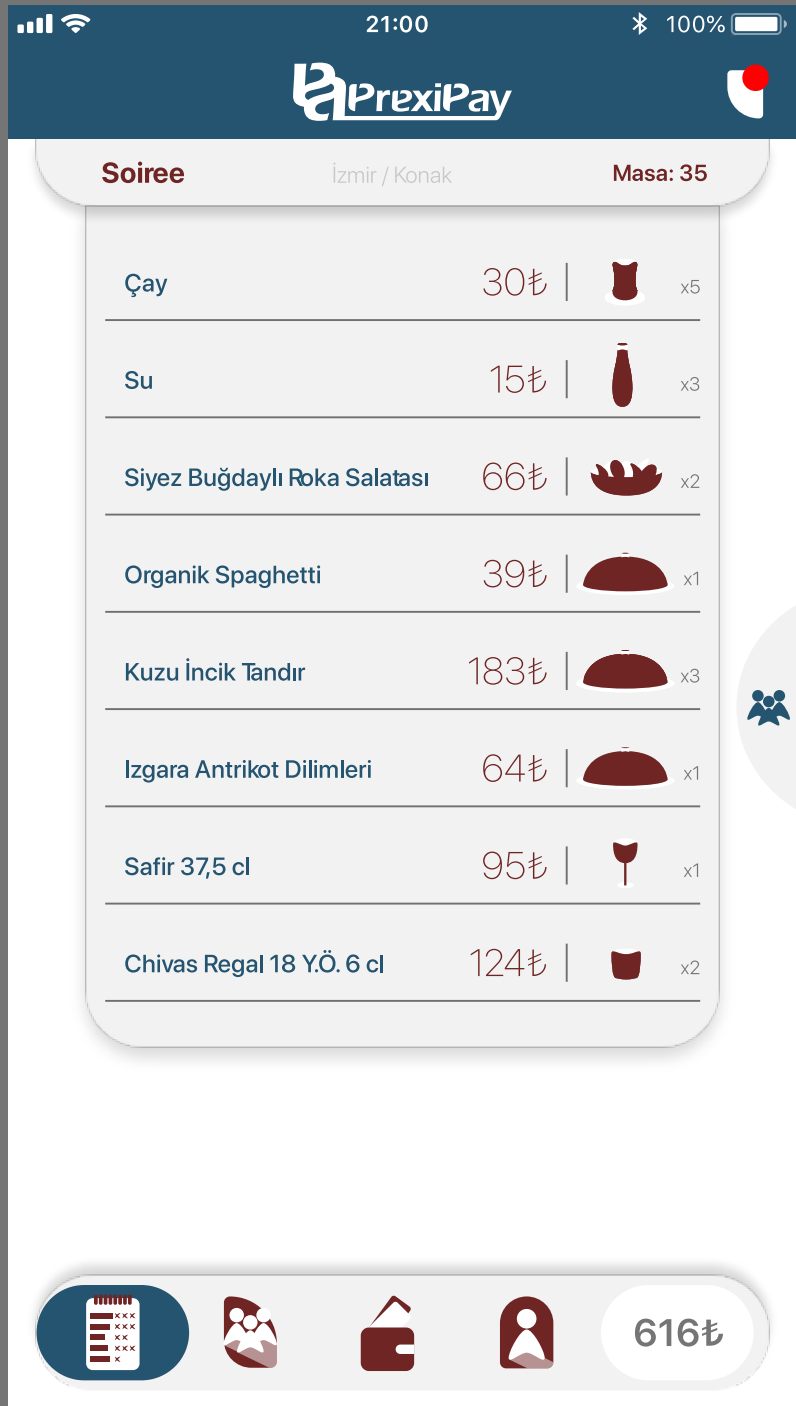 21:00 100%
PrexiPay
Soiree İzmir / Konak Masa: 35
Çay 30₺ x5
Su 15₺ x3
Siyez Buğdaylı Roka Salatası 66₺ x2
Organik Spaghetti 39₺ x1
Kuzu İncik Tandır 183₺ x3
Izgara Antrikot Dilimleri 64₺ x1
Safir 37,5 cl 95₺ x1
Chivas Regal 18 Y.Ö. 6 cl 124₺ x2
616₺